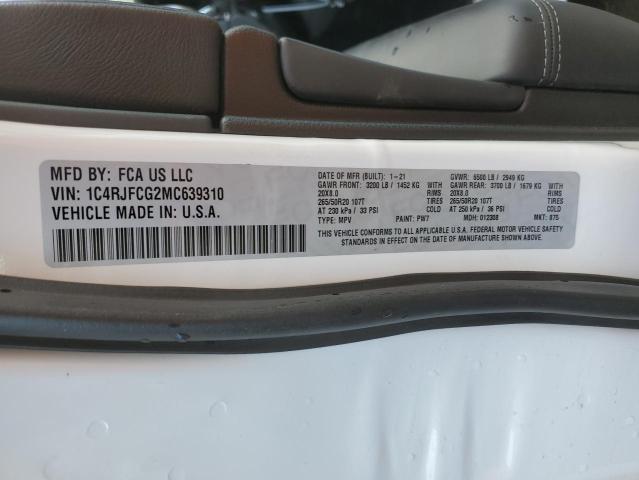 MFD BY: FCA US LLC
VIN: 1C4RJFCG2MC639310
VEHICLE MADE IN: U.S.A.
DATE OF MFR (BUILT): 1-21 GVWR: 6500 LB / 2949 KG
GAWR FRONT: 3200 LB / 1452 KG WITH GAWR REAR: 3700 LB / 1679 KG WITH
20X8.0 RIMS 20X8.0 RIMS
265/50R20 107T TIRES 265/50R20 107T TIRES
AT 230 kPa / 33 PSI COLD AT 250 kPa / 36 PSI COLD
TYPE: MPV PAINT: PW7 MDH: 012308 MKT: 875
THIS VEHICLE CONFORMS TO ALL APPLICABLE U.S.A. FEDERAL MOTOR VEHICLE SAFETY
STANDARDS IN EFFECT ON THE DATE OF MANUFACTURE SHOWN ABOVE.